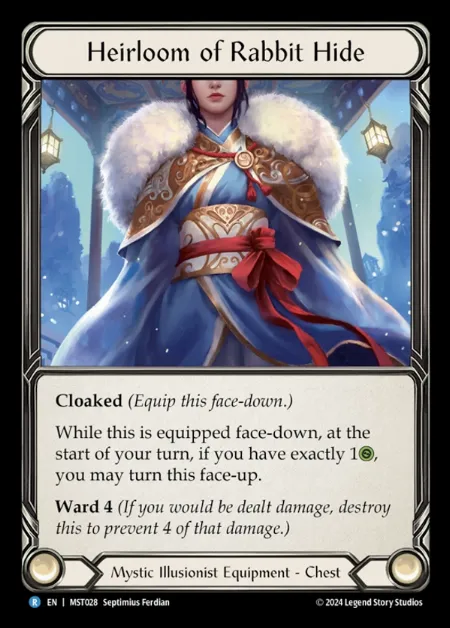 Heirloom of Rabbit Hide
Cloaked (Equip this face-down.)
While this is equipped face-down, at the
start of your turn, if you have exactly 1,
you may turn this face-up.
Ward 4 (If you would be dealt damage, destroy
this to prevent 4 of that damage.)
Mystic Illusionist Equipment - Chest
R EN | MST028 Septimius Ferdian © 2024 Legend Story Studios